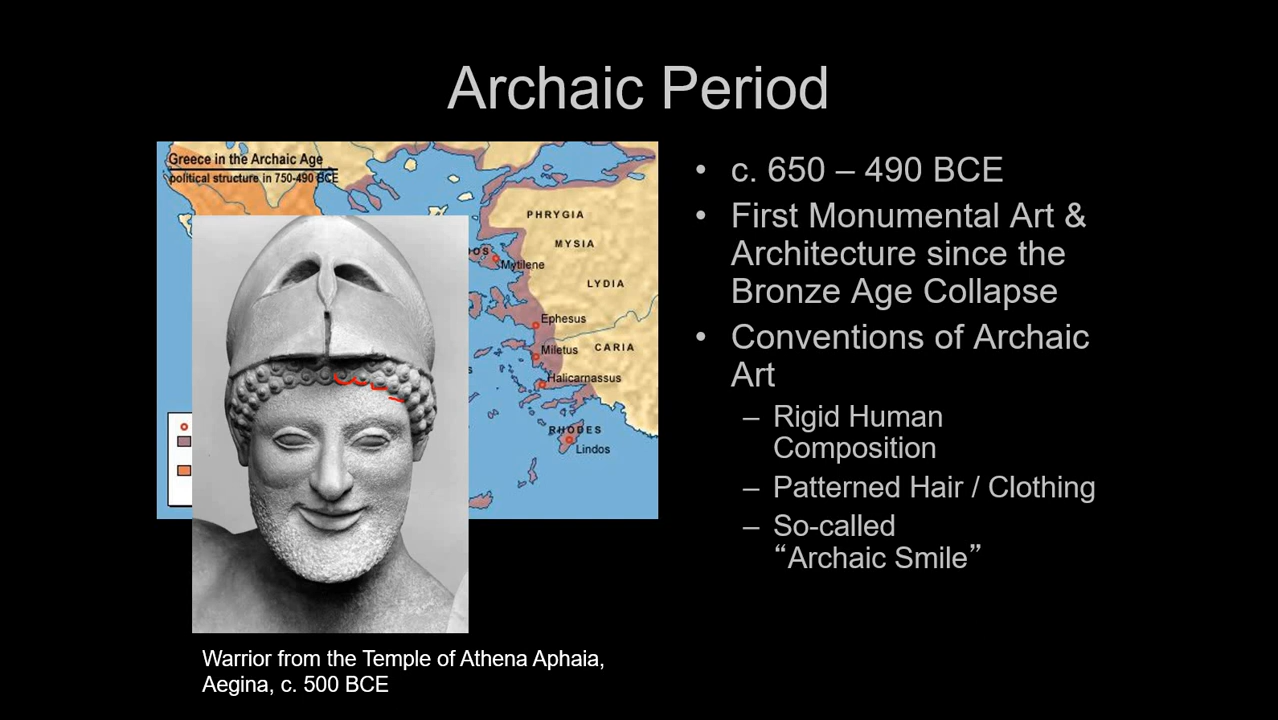 Archaic Period
Greece in the Archaic Age
political structure in 750-490 BCE
PHRYGIA
MYSIA
Mytilene
LYDIA
Ephesus
Miletus
CARIA
Halicarnassus
RHODES
Lindos
• c. 650 – 490 BCE
• First Monumental Art &
Architecture since the
Bronze Age Collapse
• Conventions of Archaic
Art
– Rigid Human
Composition
– Patterned Hair / Clothing
– So-called
“Archaic Smile”
Warrior from the Temple of Athena Aphaia,
Aegina, c. 500 BCE